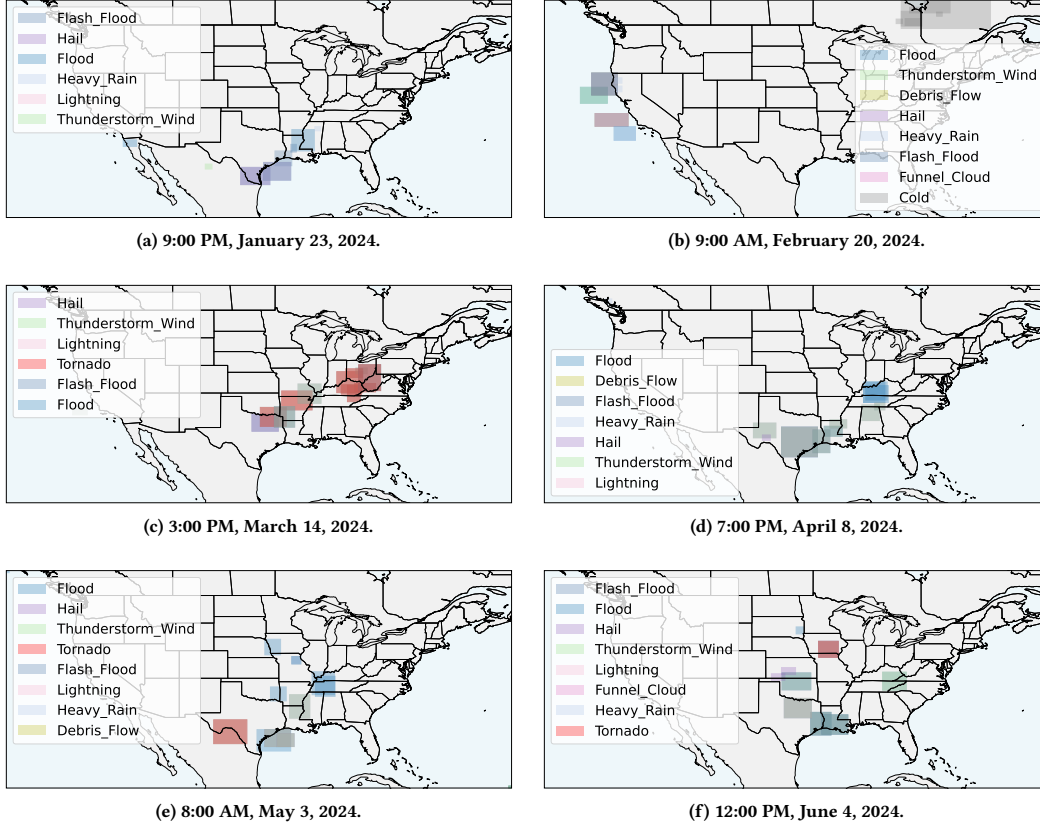 Flash_Flood
Hail
Flood
Heavy_Rain
Lightning
Thunderstorm_Wind
(a) 9:00 PM, January 23, 2024.
Flood
Thunderstorm_Wind
Debris_Flow
Hail
Heavy_Rain
Flash_Flood
Funnel_Cloud
Cold
(b) 9:00 AM, February 20, 2024.
Hail
Thunderstorm_Wind
Lightning
Tornado
Flash_Flood
Flood
(c) 3:00 PM, March 14, 2024.
Flood
Debris_Flow
Flash_Flood
Heavy_Rain
Hail
Thunderstorm_Wind
Lightning
(d) 7:00 PM, April 8, 2024.
Flood
Hail
Thunderstorm_Wind
Tornado
Flash_Flood
Lightning
Heavy_Rain
Debris_Flow
(e) 8:00 AM, May 3, 2024.
Flash_Flood
Flood
Hail
Thunderstorm_Wind
Lightning
Funnel_Cloud
Heavy_Rain
Tornado
(f) 12:00 PM, June 4, 2024.